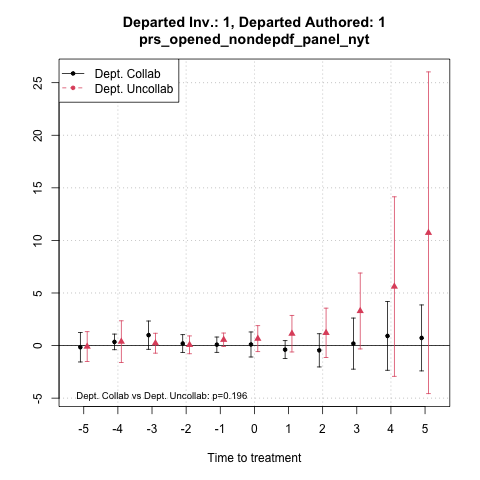 Departed Inv.: 1, Departed Authored: 1
prs_opened_nondepdf_panel_nyt
Dept. Collab
Dept. Uncollab
25
20
15
10
5
0
-5
Dept. Collab vs Dept. Uncollab: p=0.196
-5 -4 -3 -2 -1 0 1 2 3 4 5
Time to treatment